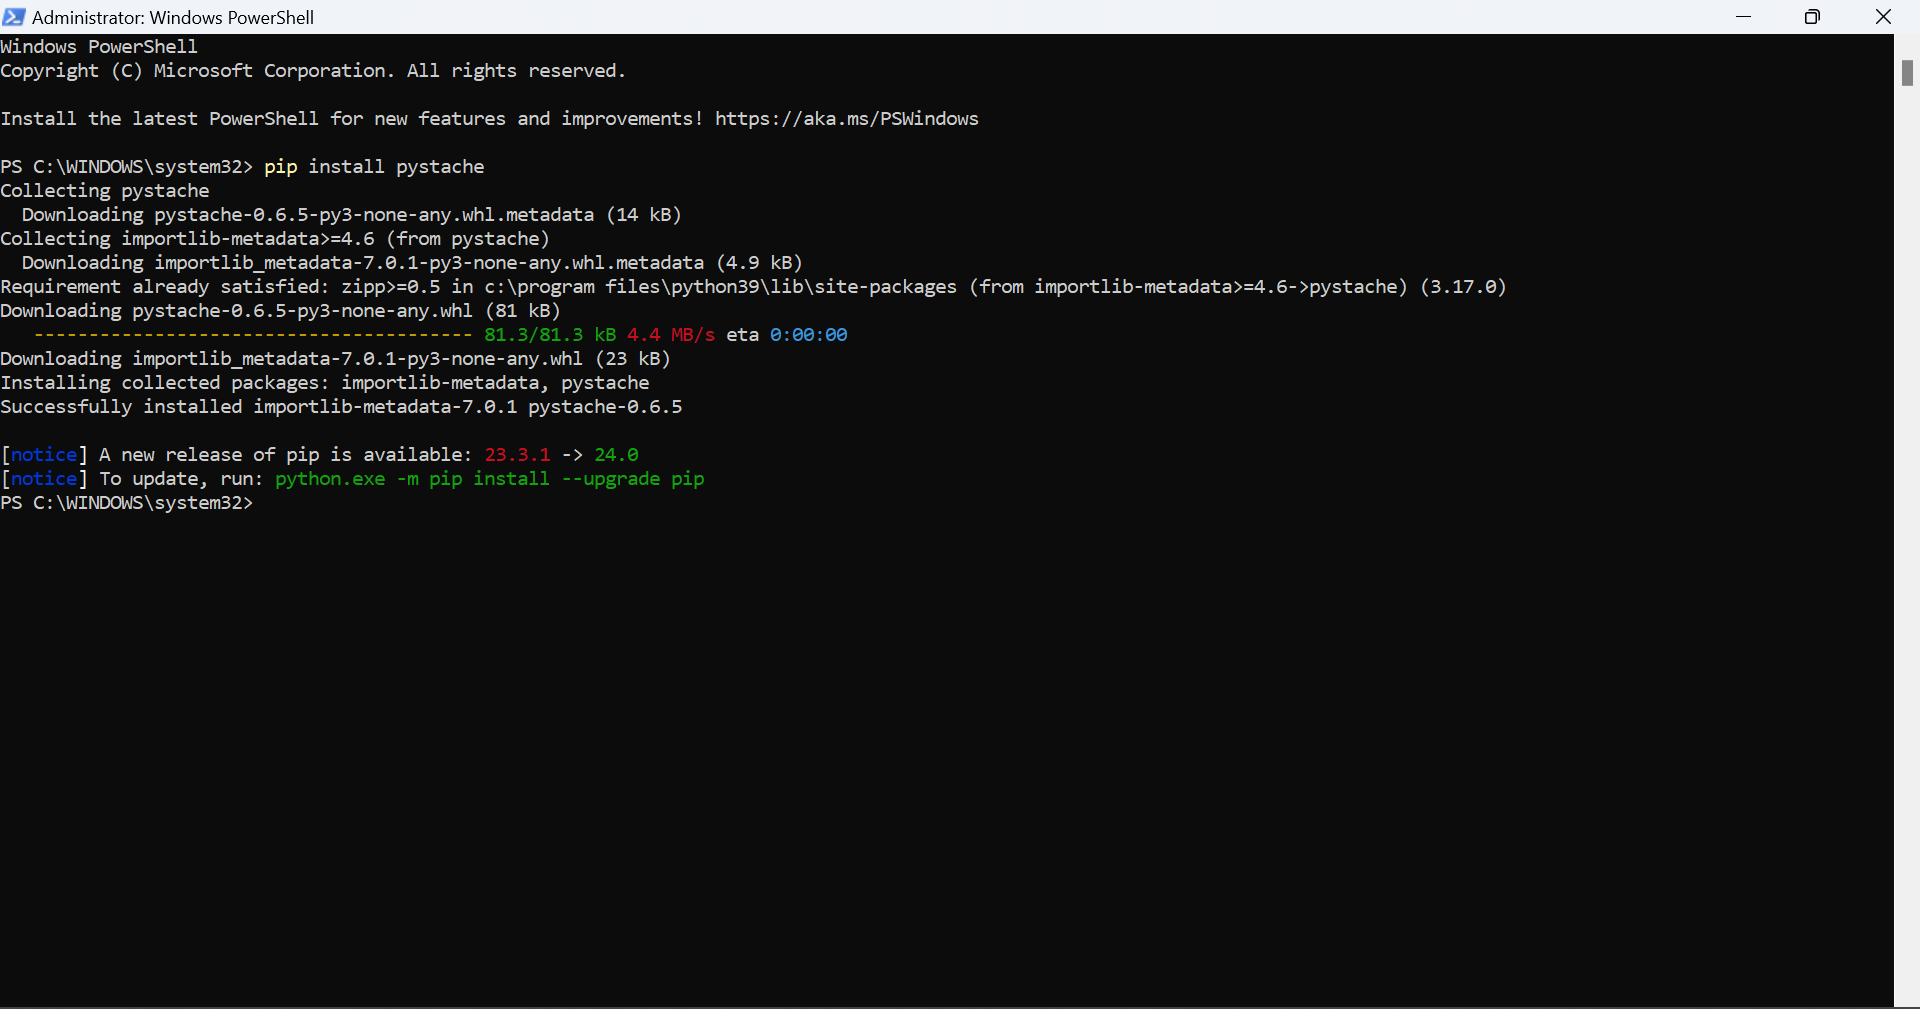 Administrator: Windows PowerShell
Windows PowerShell
Copyright (C) Microsoft Corporation. All rights reserved.
Install the latest PowerShell for new features and improvements! https://aka.ms/PSWindows
PS C:\WINDOWS\system32> pip install pystache
Collecting pystache
  Downloading pystache-0.6.5-py3-none-any.whl.metadata (14 kB)
Collecting importlib-metadata>=4.6 (from pystache)
  Downloading importlib_metadata-7.0.1-py3-none-any.whl.metadata (4.9 kB)
Requirement already satisfied: zipp>=0.5 in c:\program files\python39\lib\site-packages (from importlib-metadata>=4.6->pystache) (3.17.0)
Downloading pystache-0.6.5-py3-none-any.whl (81 kB)
   ---------------------------------------- 81.3/81.3 kB 4.4 MB/s eta 0:00:00
Downloading importlib_metadata-7.0.1-py3-none-any.whl (23 kB)
Installing collected packages: importlib-metadata, pystache
Successfully installed importlib-metadata-7.0.1 pystache-0.6.5
[notice] A new release of pip is available: 23.3.1 -> 24.0
[notice] To update, run: python.exe -m pip install --upgrade pip
PS C:\WINDOWS\system32>